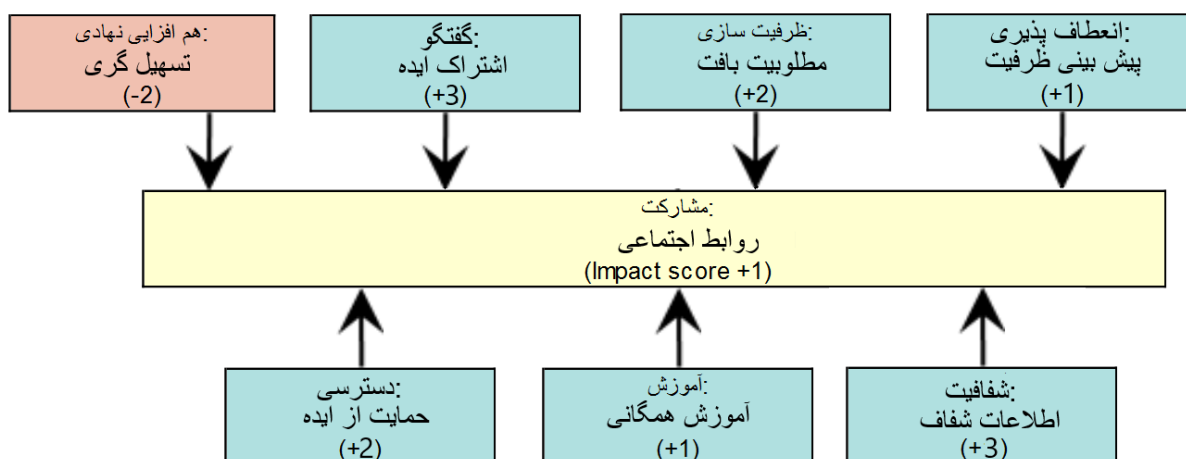 هم افزایی نهادی:
تسهیل گری
(-2)
گفتگو:
اشتراک ایده
(+3)
ظرفیت سازی:
مطلوبیت بافت
(+2)
انعطاف پذیری:
پیش بینی ظرفیت
(+1)
مشارکت:
روابط اجتماعی
(Impact score +1)
دسترسی:
حمایت از ایده
(+2)
آموزش:
آموزش همگانی
(+1)
شفافیت:
اطلاعات شفاف
(+3)